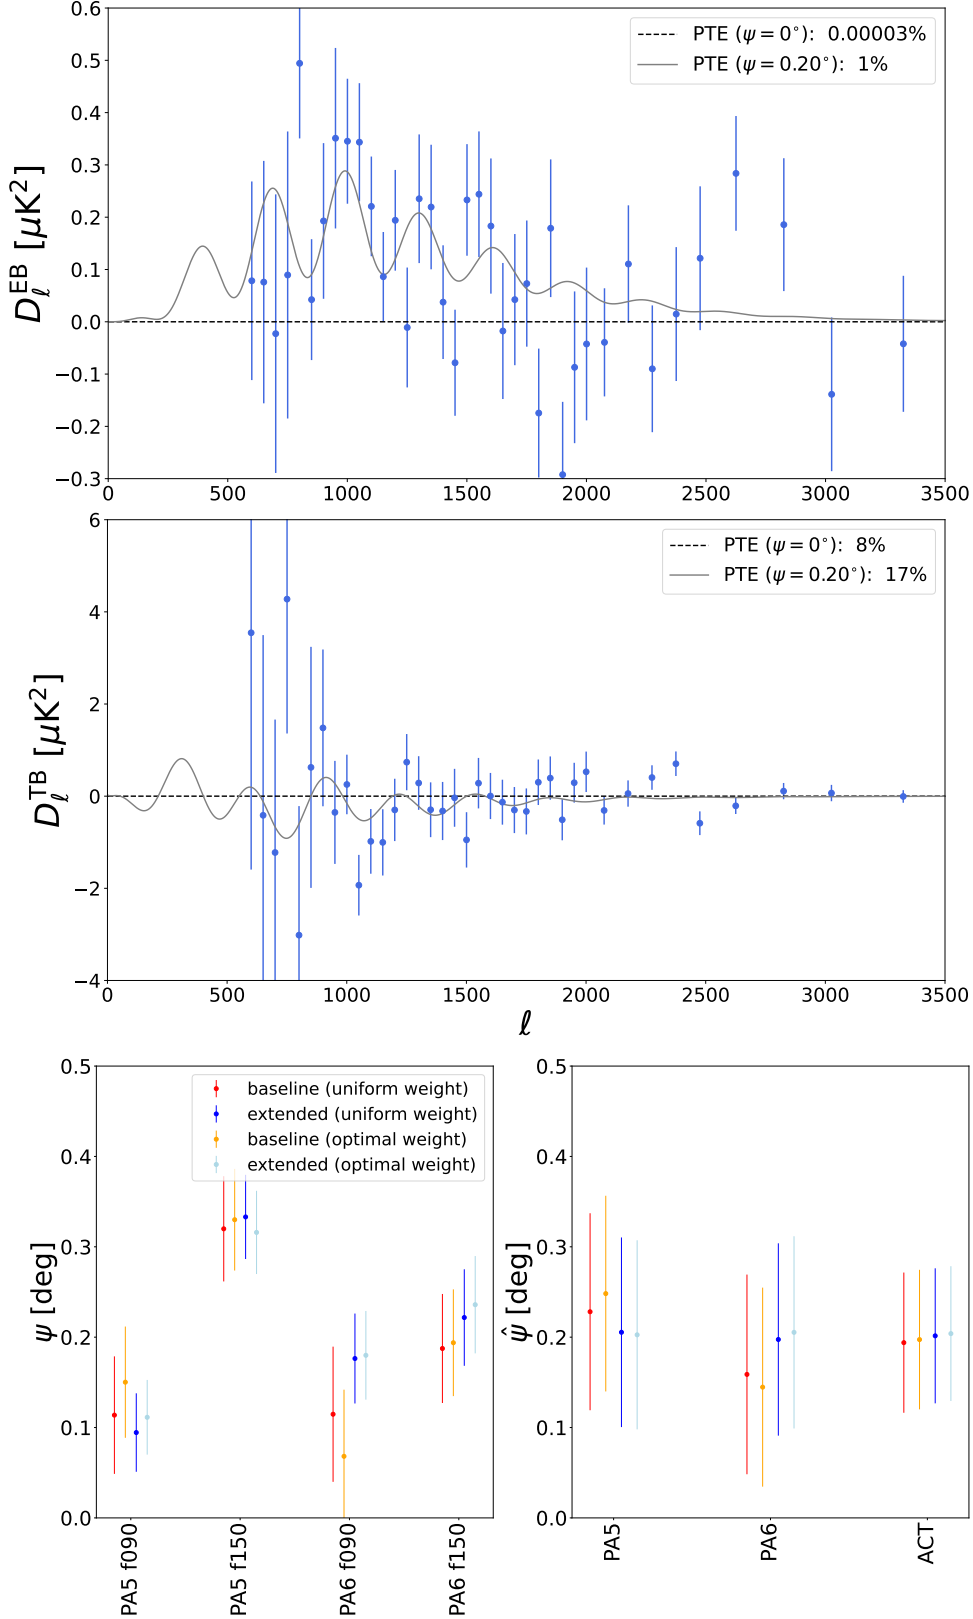 0.6
0.5
0.4
0.3
0.2
0.1
0.0
−0.1
−0.2
−0.3
D_ℓ^EB [μK²]
PTE (ψ = 0°): 0.00003%
PTE (ψ = 0.20°): 1%
0 500 1000 1500 2000 2500 3000 3500
6
4
2
0
−2
−4
D_ℓ^TB [μK²]
PTE (ψ = 0°): 8%
PTE (ψ = 0.20°): 17%
0 500 1000 1500 2000 2500 3000 3500
ℓ
0.5
0.4
0.3
0.2
0.1
0.0
ψ [deg]
baseline (uniform weight)
extended (uniform weight)
baseline (optimal weight)
extended (optimal weight)
PA5 f090
PA5 f150
PA6 f090
PA6 f150
0.5
0.4
0.3
0.2
0.1
0.0
ψ̂ [deg]
PA5
PA6
ACT